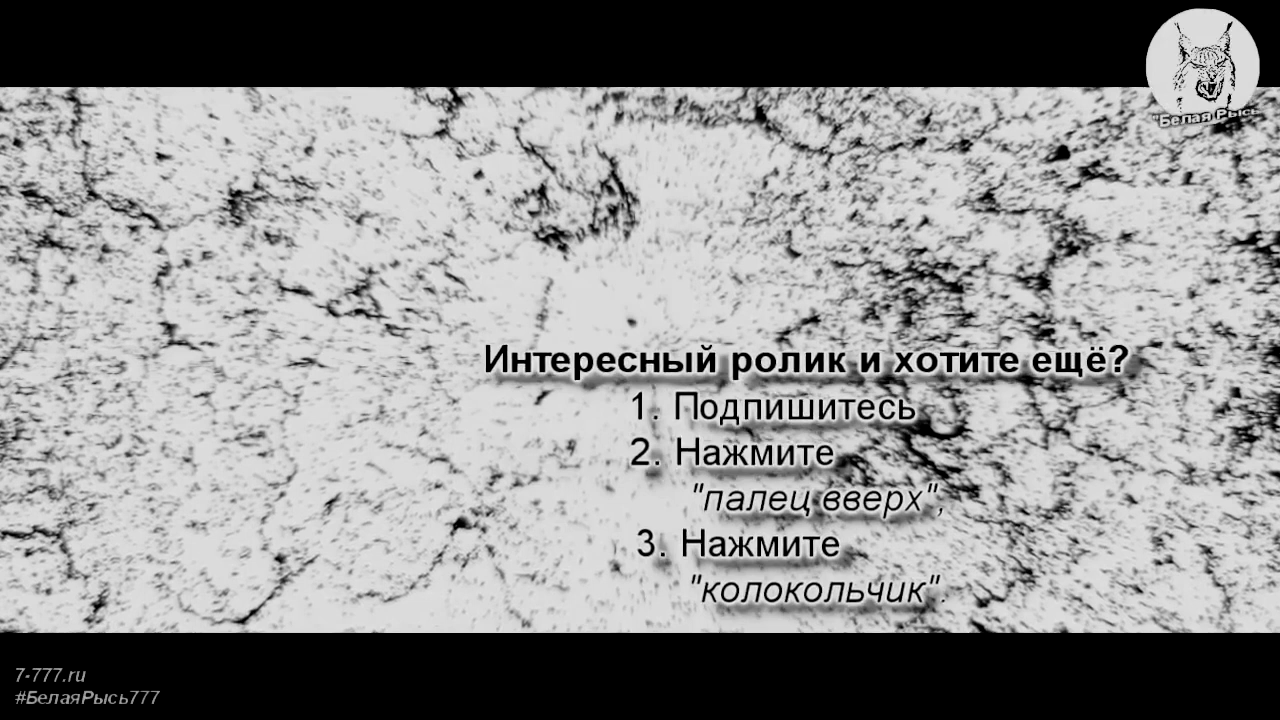 "Белая Рысь
Интересный ролик и хотите ещё?
1. Подпишитесь
2. Нажмите
"палец вверх",
3. Нажмите
"колокольчик".
7-777.ru
#БелаяРысь777